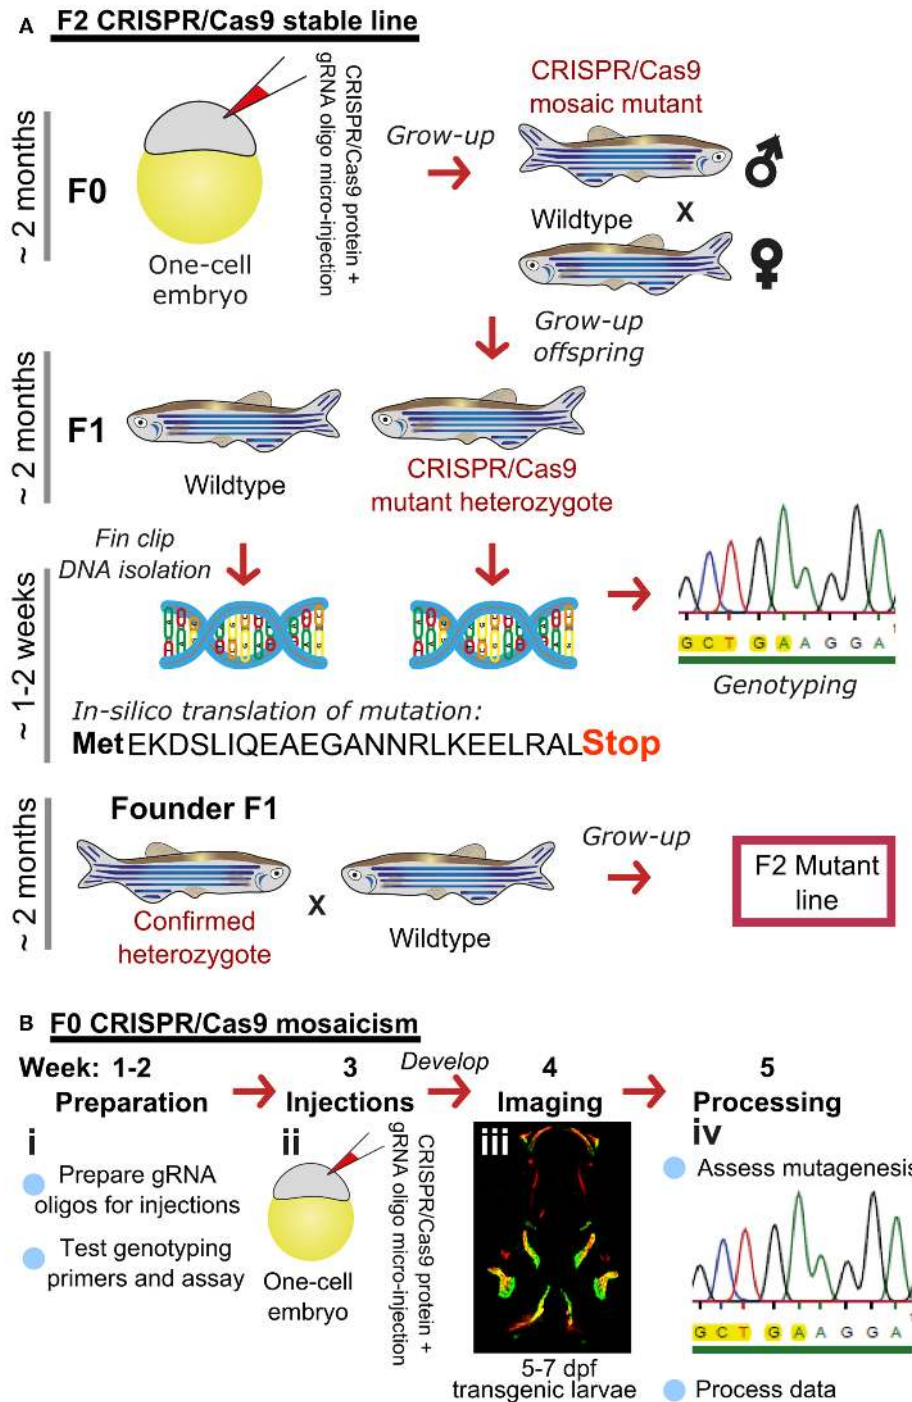 A F2 CRISPR/Cas9 stable line
~ 2 months
F0
One-cell
embryo
CRISPR/Cas9 protein +
gRNA oligo micro-injection
Grow-up
CRISPR/Cas9
mosaic mutant
♂
Wildtype X
♀
Grow-up
offspring
~ 2 months
F1
Wildtype
CRISPR/Cas9
mutant heterozygote
~ 1-2 weeks
Fin clip
DNA isolation
G C T G A A G G A
Genotyping
In-silico translation of mutation:
MetEKDSLIQEAEGANNRLKEELRALStop
~ 2 months
Founder F1
Confirmed
heterozygote
X
Wildtype
Grow-up
F2 Mutant
line
B F0 CRISPR/Cas9 mosaicism
Week: 1-2
Preparation
3
Injections
Develop
4
Imaging
5
Processing
i
Prepare gRNA
oligos for injections
Test genotyping
primers and assay
ii
One-cell
embryo
CRISPR/Cas9 protein +
gRNA oligo micro-injection
iii
5-7 dpf
transgenic larvae
iv
Assess mutagenesis
G C T G A A G G A
Process data